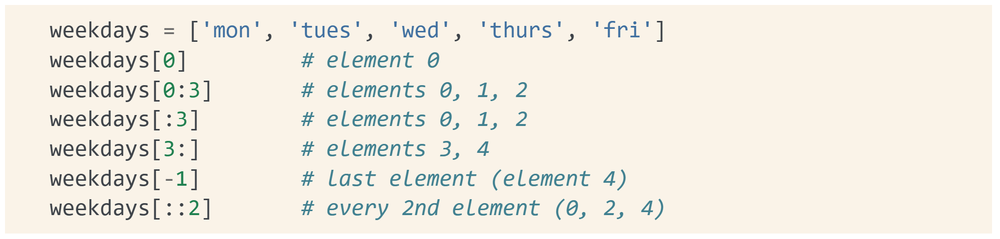 weekdays = ['mon', 'tues', 'wed', 'thurs', 'fri']
weekdays[0]         # element 0
weekdays[0:3]       # elements 0, 1, 2
weekdays[:3]        # elements 0, 1, 2
weekdays[3:]        # elements 3, 4
weekdays[-1]        # last element (element 4)
weekdays[::2]       # every 2nd element (0, 2, 4)